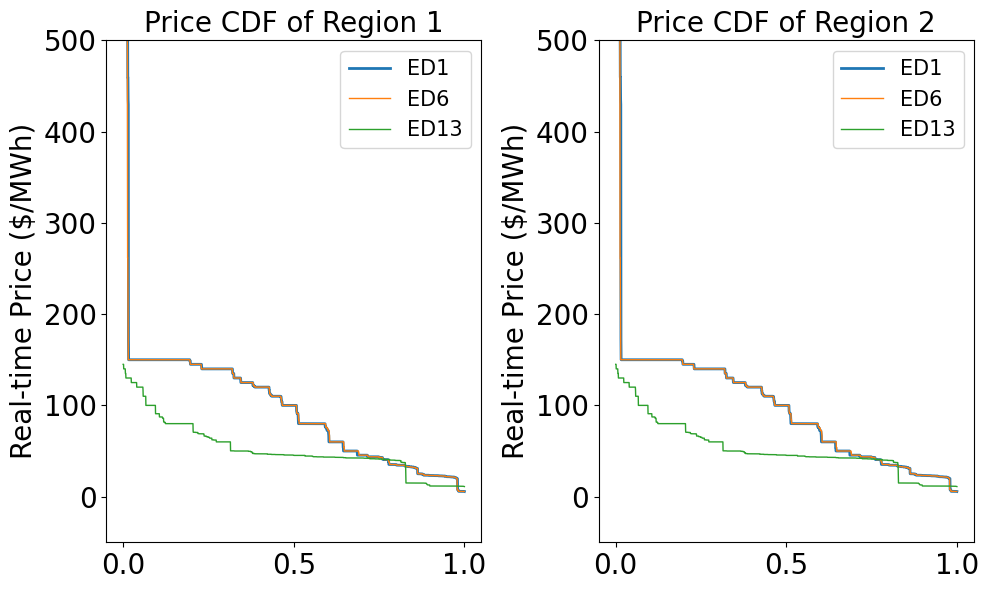 Price CDF of Region 1
Real-time Price ($/MWh)
500
400
300
200
100
0
0.0 0.5 1.0
ED1
ED6
ED13
Price CDF of Region 2
Real-time Price ($/MWh)
500
400
300
200
100
0
0.0 0.5 1.0
ED1
ED6
ED13